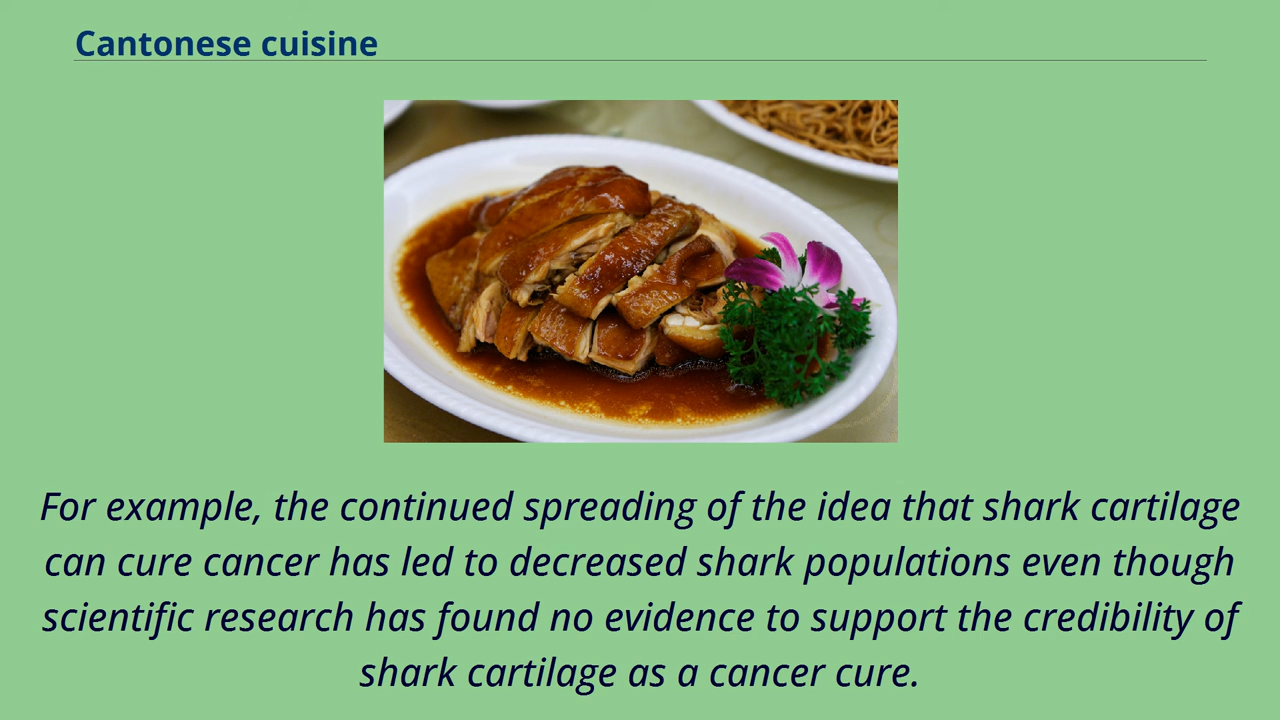 Cantonese cuisine
For example, the continued spreading of the idea that shark cartilage
can cure cancer has led to decreased shark populations even though
scientific research has found no evidence to support the credibility of
shark cartilage as a cancer cure.